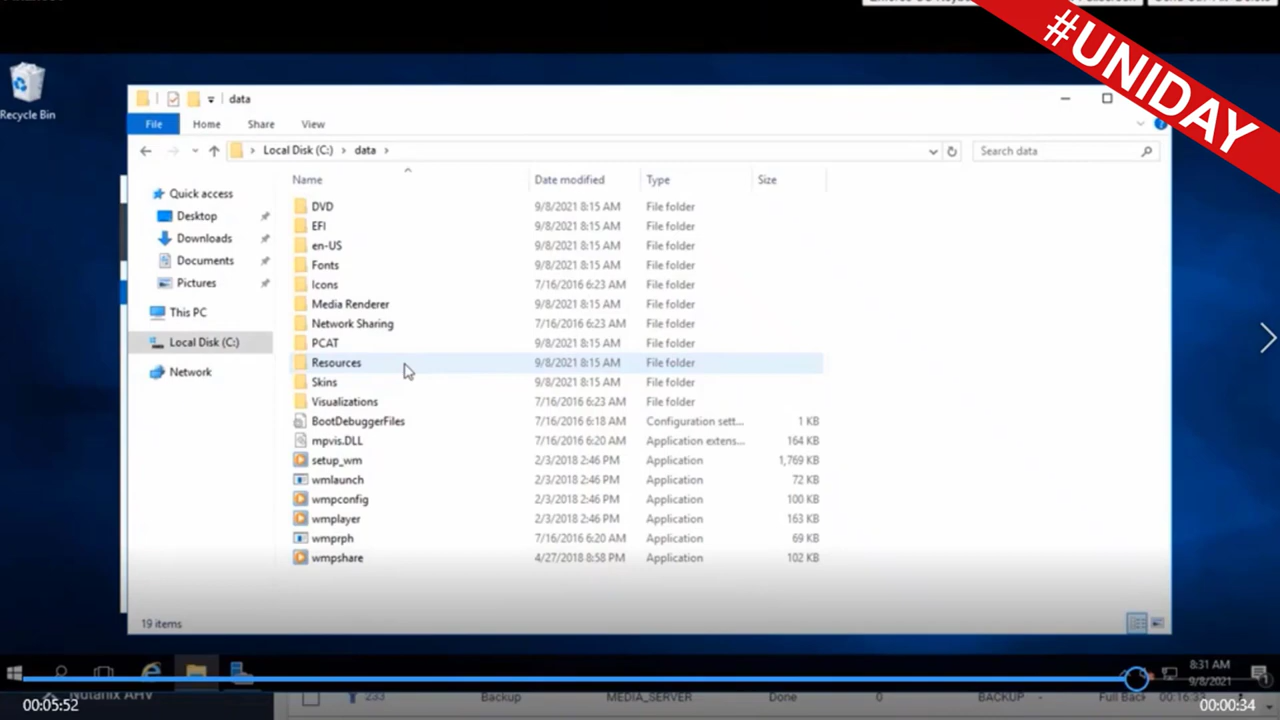 #UNIDAY
Recycle Bin
data
File Home Share View
Local Disk (C:) data
Search data
Name Date modified Type Size
Quick access
Desktop
Downloads
Documents
Pictures
This PC
Local Disk (C:)
Network
DVD 9/8/2021 8:15 AM File folder
EFI 9/8/2021 8:15 AM File folder
en-US 9/8/2021 8:15 AM File folder
Fonts 9/8/2021 8:15 AM File folder
Icons 7/16/2016 6:23 AM File folder
Media Renderer 9/8/2021 8:15 AM File folder
Network Sharing 7/16/2016 6:23 AM File folder
PCAT 9/8/2021 8:15 AM File folder
Resources 9/8/2021 8:15 AM File folder
Skins 9/8/2021 8:15 AM File folder
Visualizations 7/16/2016 6:23 AM File folder
BootDebuggerFiles 7/16/2016 6:18 AM Configuration sett... 1 KB
mpvis.DLL 7/16/2016 6:20 AM Application extens... 164 KB
setup_wm 2/3/2018 2:46 PM Application 1,769 KB
wmlaunch 2/3/2018 2:46 PM Application 72 KB
wmpconfig 2/3/2018 2:46 PM Application 100 KB
wmplayer 2/3/2018 2:46 PM Application 163 KB
wmprph 7/16/2016 6:20 AM Application 69 KB
wmpshare 4/27/2018 8:58 PM Application 102 KB
19 items
8:31 AM
9/8/2021
Nutanix AHV 233 Backup MEDIA_SERVER Done 0 BACKUP - Full Back
00:05:52 00:00:34